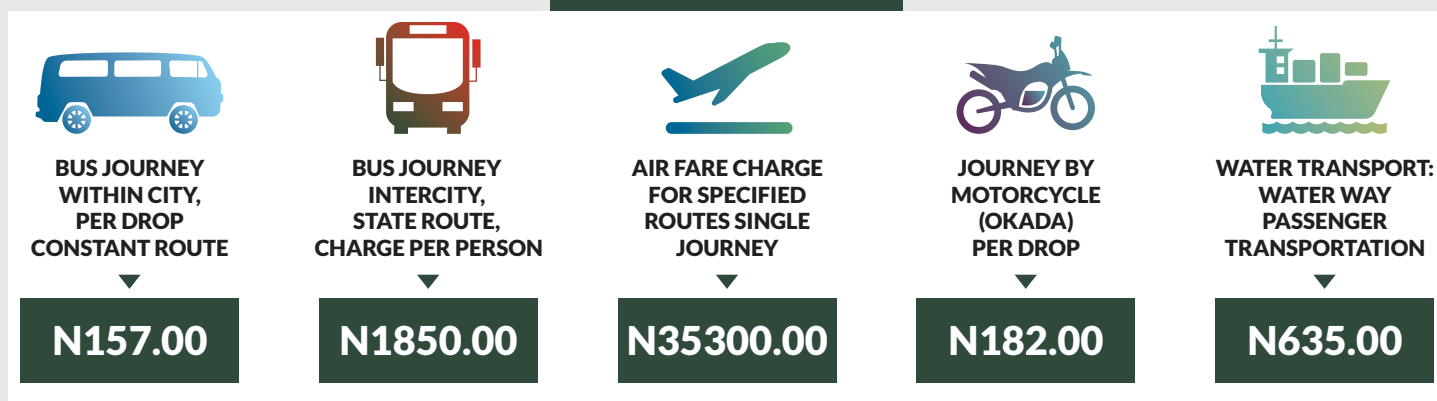 BUS JOURNEY
WITHIN CITY,
PER DROP
CONSTANT ROUTE
N157.00
BUS JOURNEY
INTERCITY,
STATE ROUTE,
CHARGE PER PERSON
N1850.00
AIR FARE CHARGE
FOR SPECIFIED
ROUTES SINGLE
JOURNEY
N35300.00
JOURNEY BY
MOTORCYCLE
(OKADA)
PER DROP
N182.00
WATER TRANSPORT:
WATER WAY
PASSENGER
TRANSPORTATION
N635.00